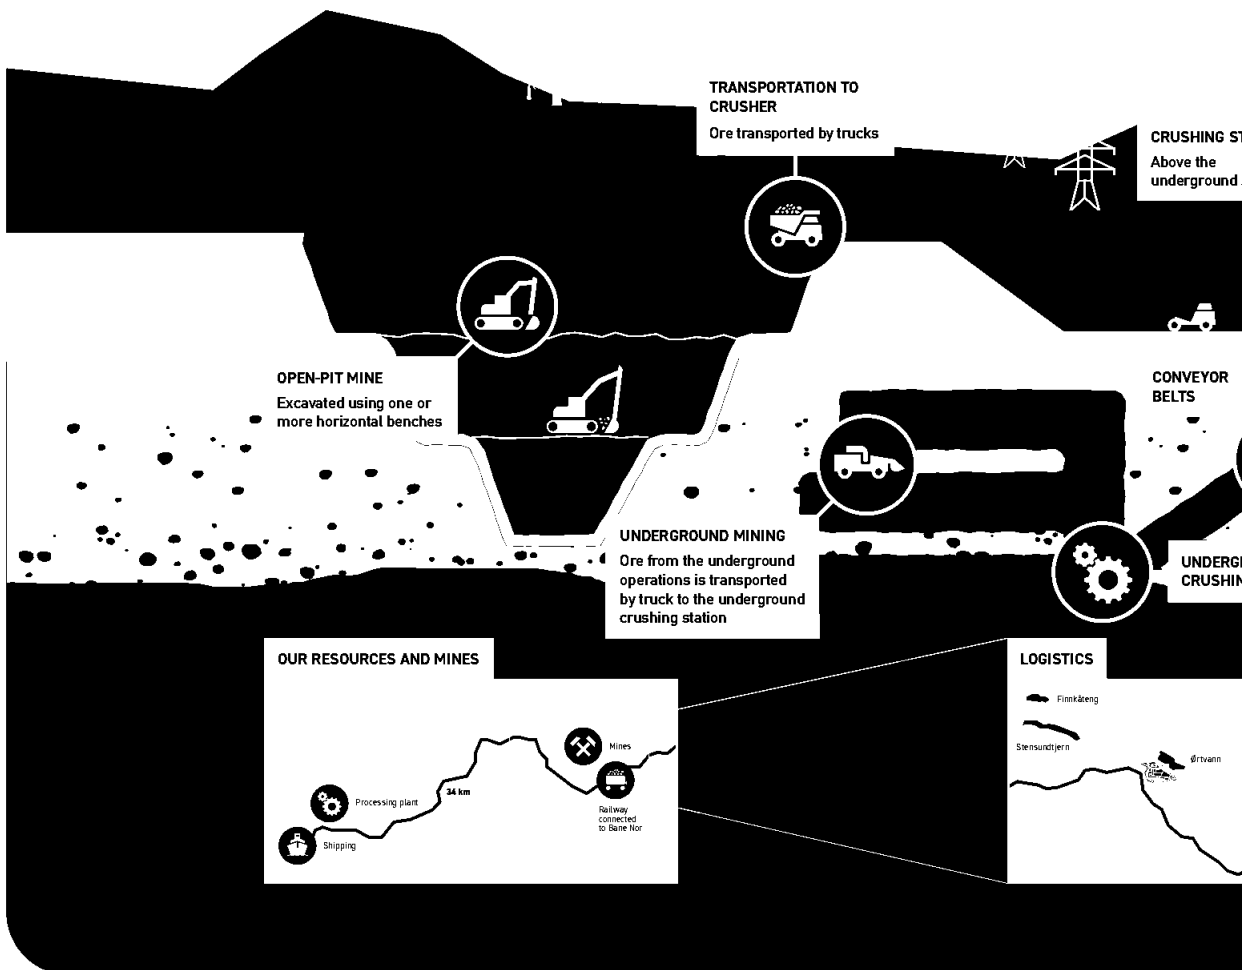 TRANSPORTATION TO
CRUSHER
Ore transported by trucks
CRUSHING
Above the
underground
OPEN-PIT MINE
Excavated using one or
more horizontal benches
CONVEYOR
BELTS
UNDERGROUND MINING
Ore from the underground
operations is transported
by truck to the underground
crushing station
OUR RESOURCES AND MINES
Mines
34 km
Processing plant
Railway
connected
to Bane Nor
Shipping
LOGISTICS
Finnkåteng
Stensundtjern
Ørtvann